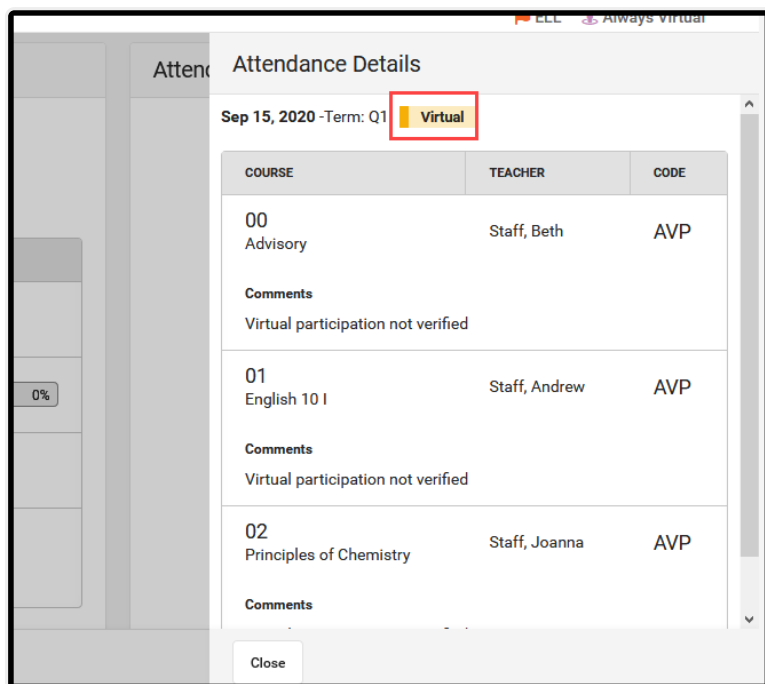 ELL Always Virtual
Attend
Attendance Details
Sep 15, 2020 -Term: Q1 Virtual
COURSE TEACHER CODE
00
Advisory Staff, Beth AVP
Comments
Virtual participation not verified
01
English 10 I Staff, Andrew AVP
0%
Comments
Virtual participation not verified
02
Principles of Chemistry Staff, Joanna AVP
Comments
Close